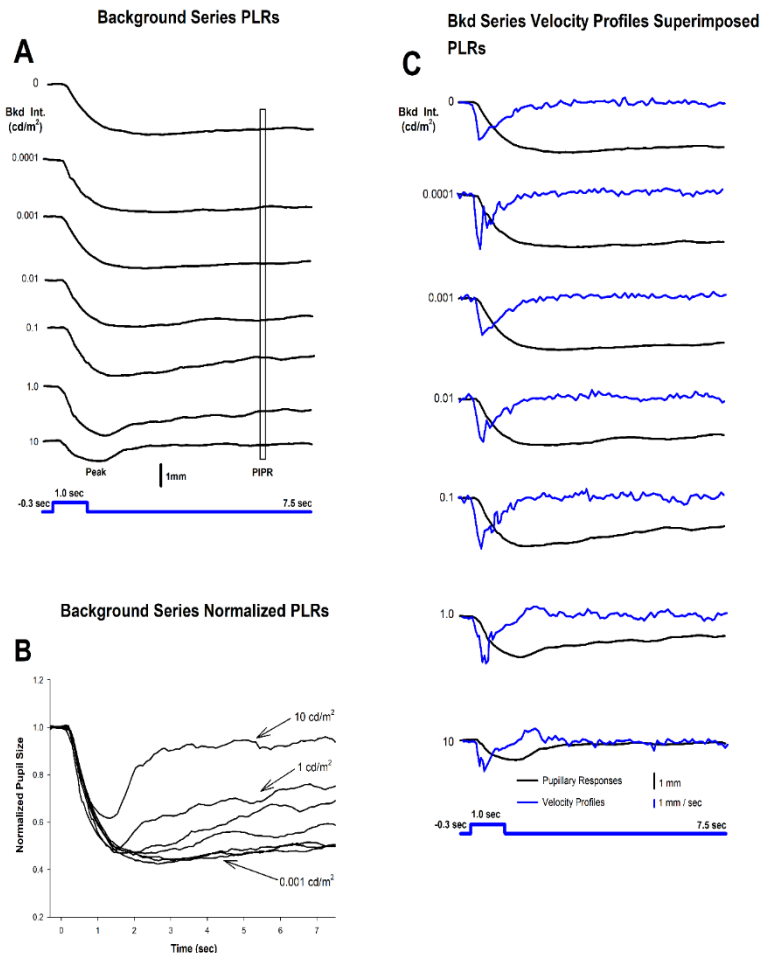 Background Series PLRs
A
0
Bkd Int.
(cd/m²)
0.0001
0.001
0.01
0.1
1.0
10
Peak
1mm
PIPR
-0.3 sec
1.0 sec
7.5 sec
Background Series Normalized PLRs
B
1.2
1.0
0.8
0.6
0.4
0.2
Normalized Pupil Size
10 cd/m²
1 cd/m²
0.001 cd/m²
0 1 2 3 4 5 6 7
Time (sec)
Bkd Series Velocity Profiles Superimposed
PLRs
C
0
Bkd Int.
(cd/m²)
0.0001
0.001
0.01
0.1
1.0
10
Pupillary Responses
1 mm
Velocity Profiles
1 mm / sec
-0.3 sec
1.0 sec
7.5 sec